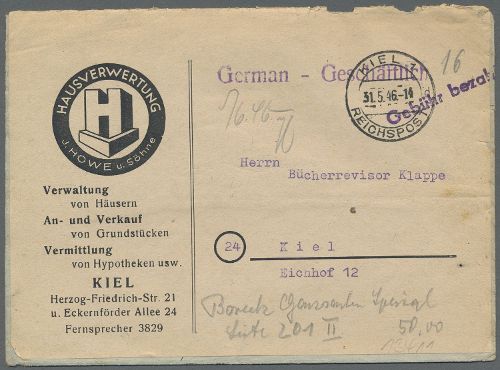 HAUSVERWERTUNG
H
J. HOWE u. Söhne
Verwaltung
von Häusern
An- und Verkauf
von Grundstücken
Vermittlung
von Hypotheken usw.
KIEL
Herzog-Friedrich-Str. 21
u. Eckernförder Allee 24
Fernsprecher 3829
German - Geschäftlich
KIEL 1
31.5.46.-14
REICHSPOST
16
Gebühr bezahlt
Herrn
Bücherrevisor Klappe
24
Kiel
Eichhof 12
Seite 201 II
50,00